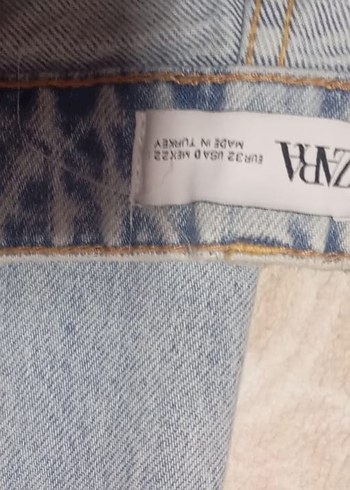 ZARA
EUR 32 USA 0 MEX 22
MADE IN TURKEY